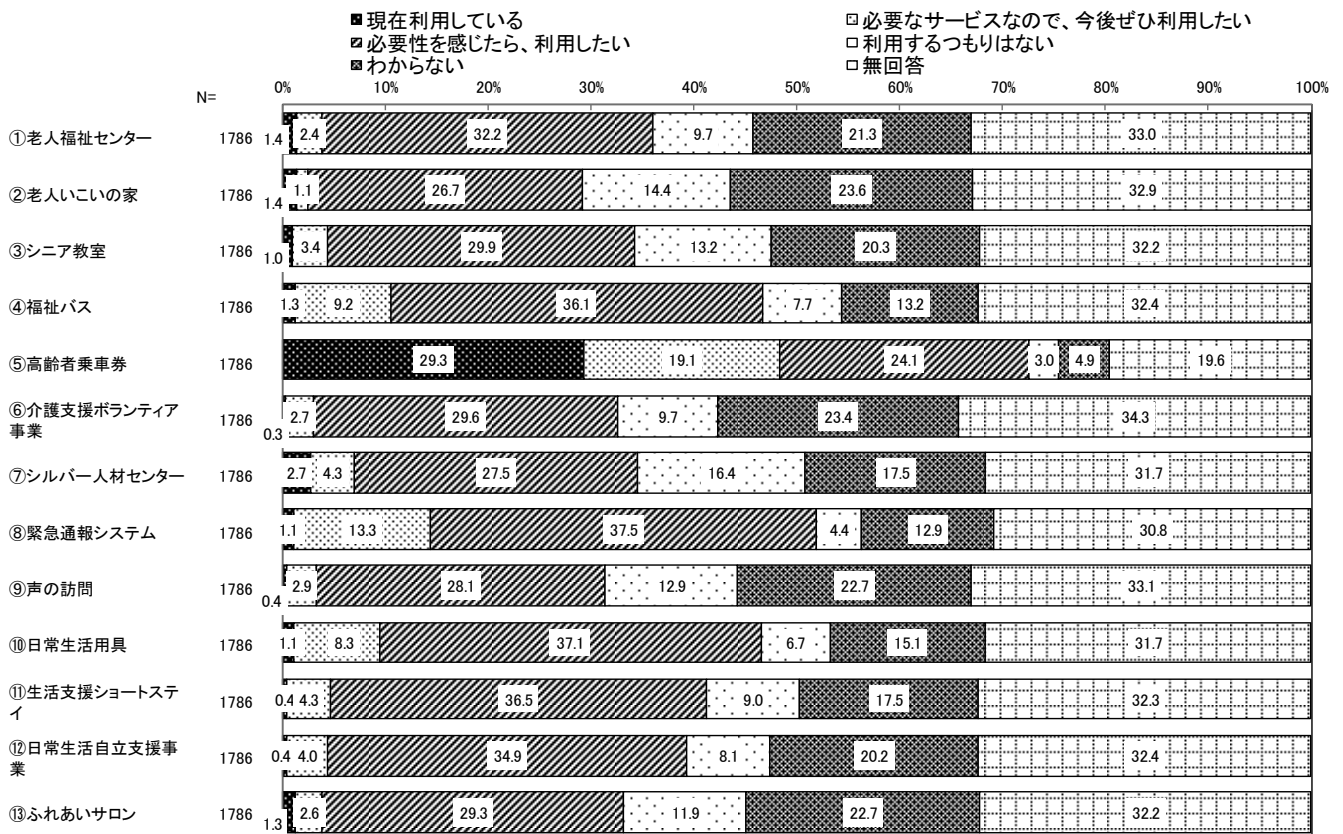 現在利用している 必要なサービスなので、今後ぜひ利用したい
必要性を感じたら、利用したい 利用するつもりはない
わからない 無回答
N= 0% 10% 20% 30% 40% 50% 60% 70% 80% 90% 100%
①老人福祉センター 1786 1.4 2.4 32.2 9.7 21.3 33.0
②老人いこいの家 1786 1.4 1.1 26.7 14.4 23.6 32.9
③シニア教室 1786 1.0 3.4 29.9 13.2 20.3 32.2
④福祉バス 1786 1.3 9.2 36.1 7.7 13.2 32.4
⑤高齢者乗車券 1786 29.3 19.1 24.1 3.0 4.9 19.6
⑥介護支援ボランティア
事業 1786 0.3 2.7 29.6 9.7 23.4 34.3
⑦シルバー人材センター 1786 2.7 4.3 27.5 16.4 17.5 31.7
⑧緊急通報システム 1786 1.1 13.3 37.5 4.4 12.9 30.8
⑨声の訪問 1786 0.4 2.9 28.1 12.9 22.7 33.1
⑩日常生活用具 1786 1.1 8.3 37.1 6.7 15.1 31.7
⑪生活支援ショートステ
イ 1786 0.4 4.3 36.5 9.0 17.5 32.3
⑫日常生活自立支援事
業 1786 0.4 4.0 34.9 8.1 20.2 32.4
⑬ふれあいサロン 1786 1.3 2.6 29.3 11.9 22.7 32.2